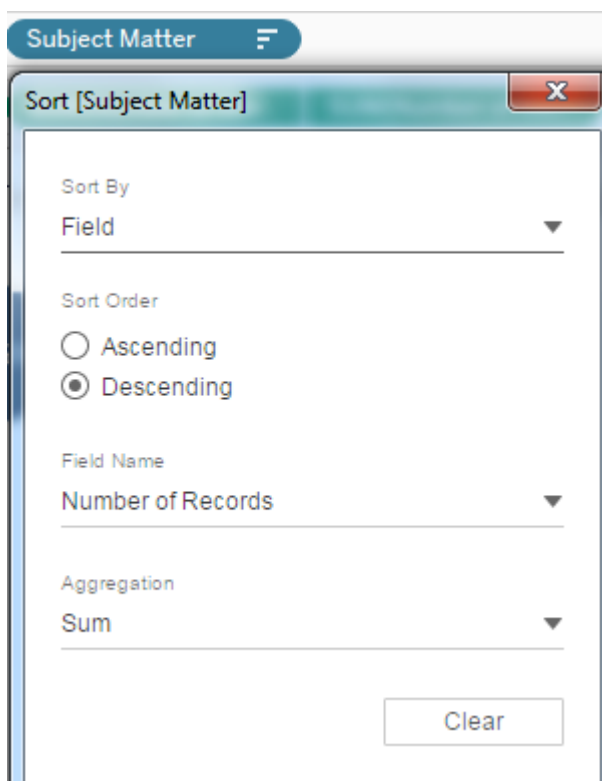 Subject Matter
Sort [Subject Matter]
Sort By
Field
Sort Order
Ascending
Descending
Field Name
Number of Records
Aggregation
Sum
Clear